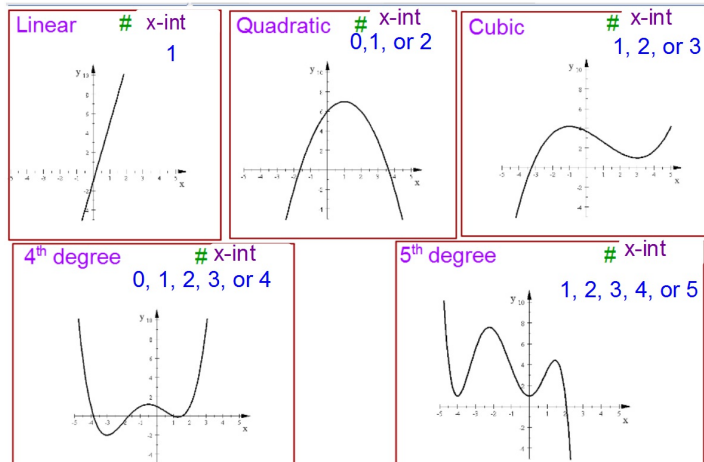 Linear # x-int
1
y
x
Quadratic # x-int
0,1, or 2
y
x
Cubic # x-int
1, 2, or 3
y
x
4th degree # x-int
0, 1, 2, 3, or 4
y
x
5th degree # x-int
1, 2, 3, 4, or 5
y
x